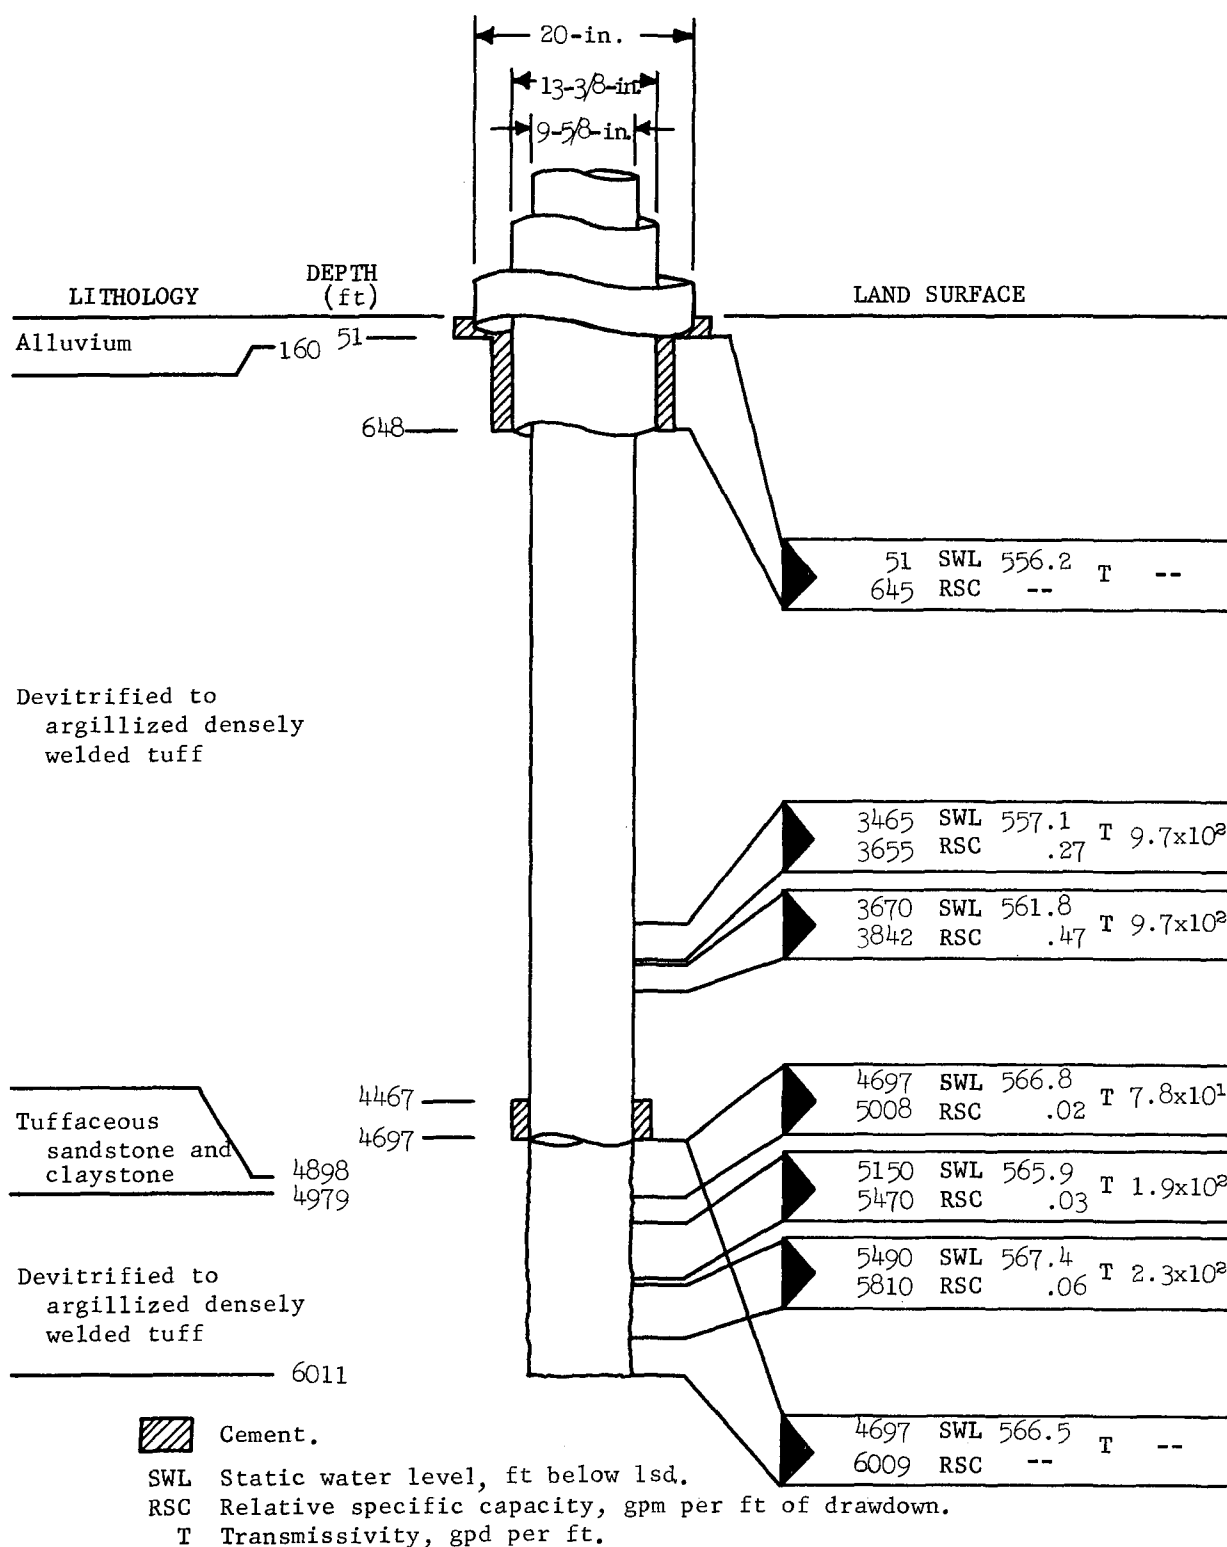 20-in.
13-3/8-in.
9-5/8-in.
LITHOLOGY
DEPTH
(ft)
LAND SURFACE
Alluvium
160
51
648
51 SWL 556.2 T --
645 RSC --
Devitrified to
argillized densely
welded tuff
3465 SWL 557.1 T 9.7x10²
3655 RSC .27
3670 SWL 561.8 T 9.7x10²
3842 RSC .47
4467
4697
Tuffaceous
sandstone and
claystone
4898
4979
4697 SWL 566.8 T 7.8x10¹
5008 RSC .02
5150 SWL 565.9 T 1.9x10²
5470 RSC .03
5490 SWL 567.4 T 2.3x10²
5810 RSC .06
Devitrified to
argillized densely
welded tuff
6011
4697 SWL 566.5 T --
6009 RSC --
Cement.
SWL Static water level, ft below lsd.
RSC Relative specific capacity, gpm per ft of drawdown.
T Transmissivity, gpd per ft.